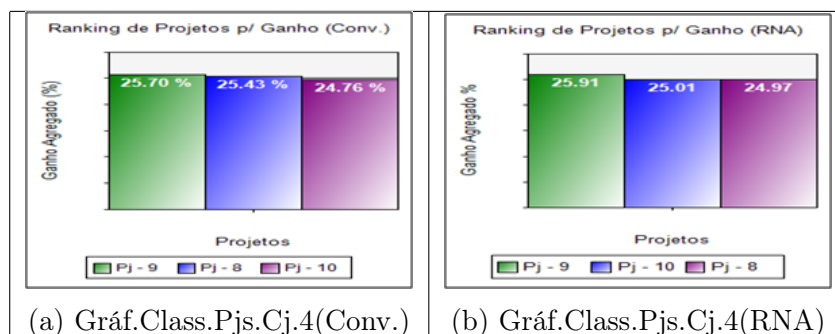 Ranking de Projetos p/ Ganho (Conv.)
Ganho Agregado (%)
25.70 %
25.43 %
24.76 %
Projetos
Pj - 9
Pj - 8
Pj - 10
(a) Gráf.Class.Pjs.Cj.4(Conv.)
Ranking de Projetos p/ Ganho (RNA)
Ganho Agregado %
25.91
25.01
24.97
Projetos
Pj - 9
Pj - 10
Pj - 8
(b) Gráf.Class.Pjs.Cj.4(RNA)